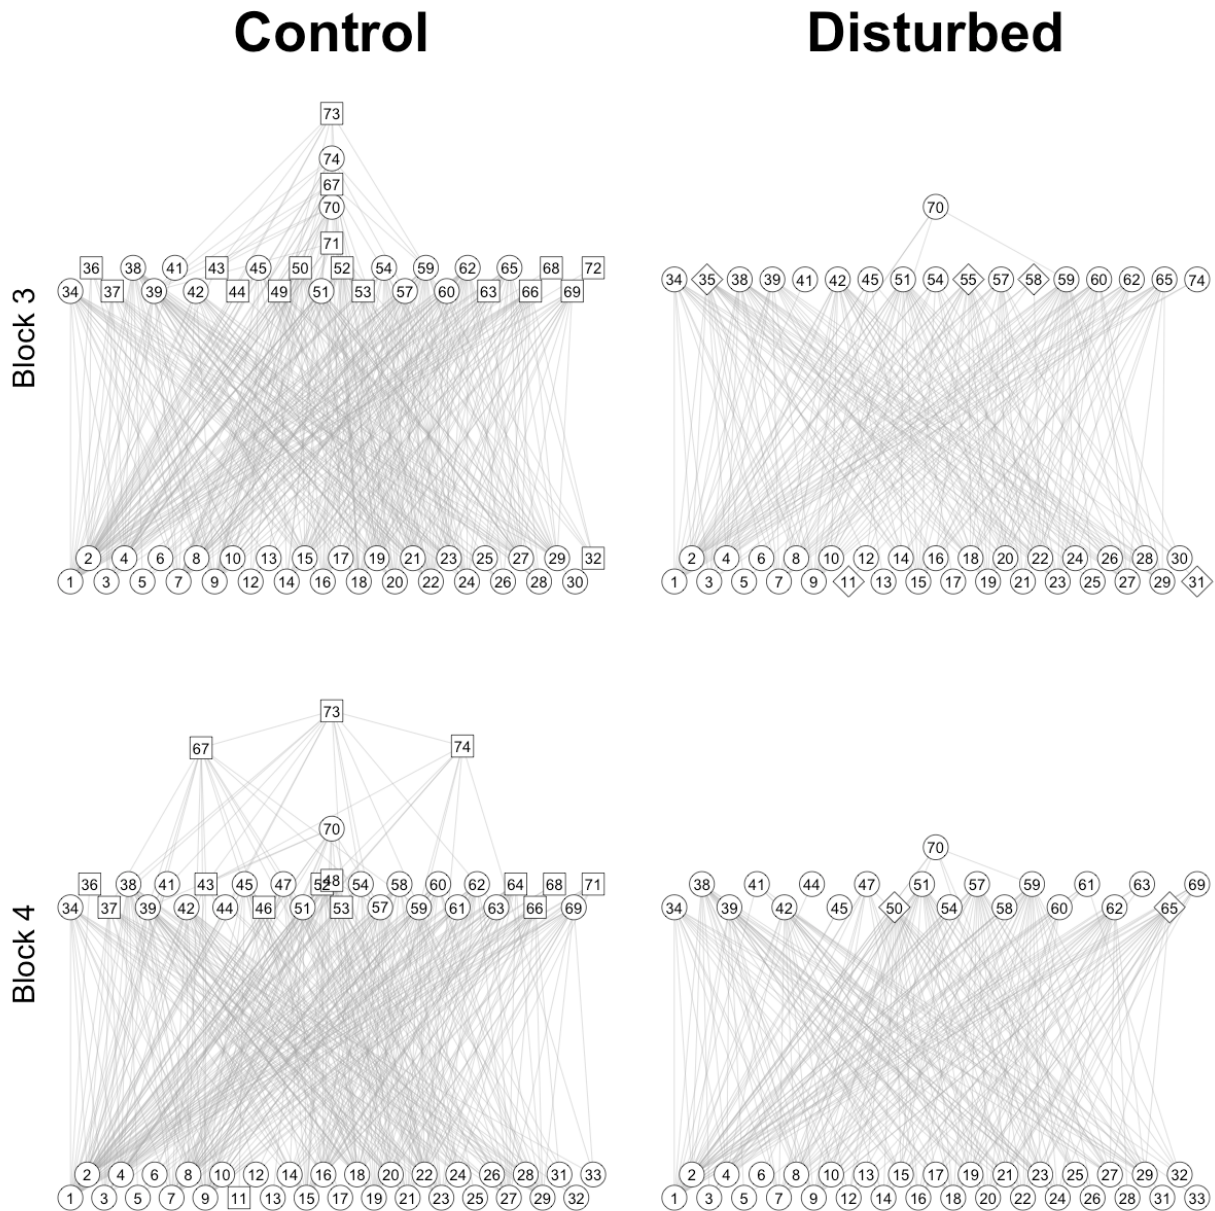 Control Disturbed
Block 3
73
74
67
70
71
36 38 41 43 45 50 52 54 59 62 65 68 72
34 37 39 42 44 49 51 53 57 60 63 66 69
2 4 6 8 10 13 15 17 19 21 23 25 27 29 32
1 3 5 7 9 12 14 16 18 20 22 24 26 28 30
70
34 35 38 39 41 42 45 51 54 55 57 58 59 60 62 65 74
2 4 6 8 10 12 14 16 18 20 22 24 26 28 30
1 3 5 7 9 11 13 15 17 19 21 23 25 27 29 31
Block 4
73
67 74
70
36 38 41 43 45 47 52 48 54 58 60 62 64 68 71
34 37 39 42 44 46 51 53 57 59 61 63 66 69
2 4 6 8 10 12 14 16 18 20 22 24 26 28 31 33
1 3 5 7 9 11 13 15 17 19 21 23 25 27 29 32
70
38 41 44 47 51 57 59 61 63 69
34 39 42 45 50 54 58 60 62 65
2 4 6 8 10 13 15 17 19 21 23 25 27 29 32
1 3 5 7 9 12 14 16 18 20 22 24 26 28 31 33